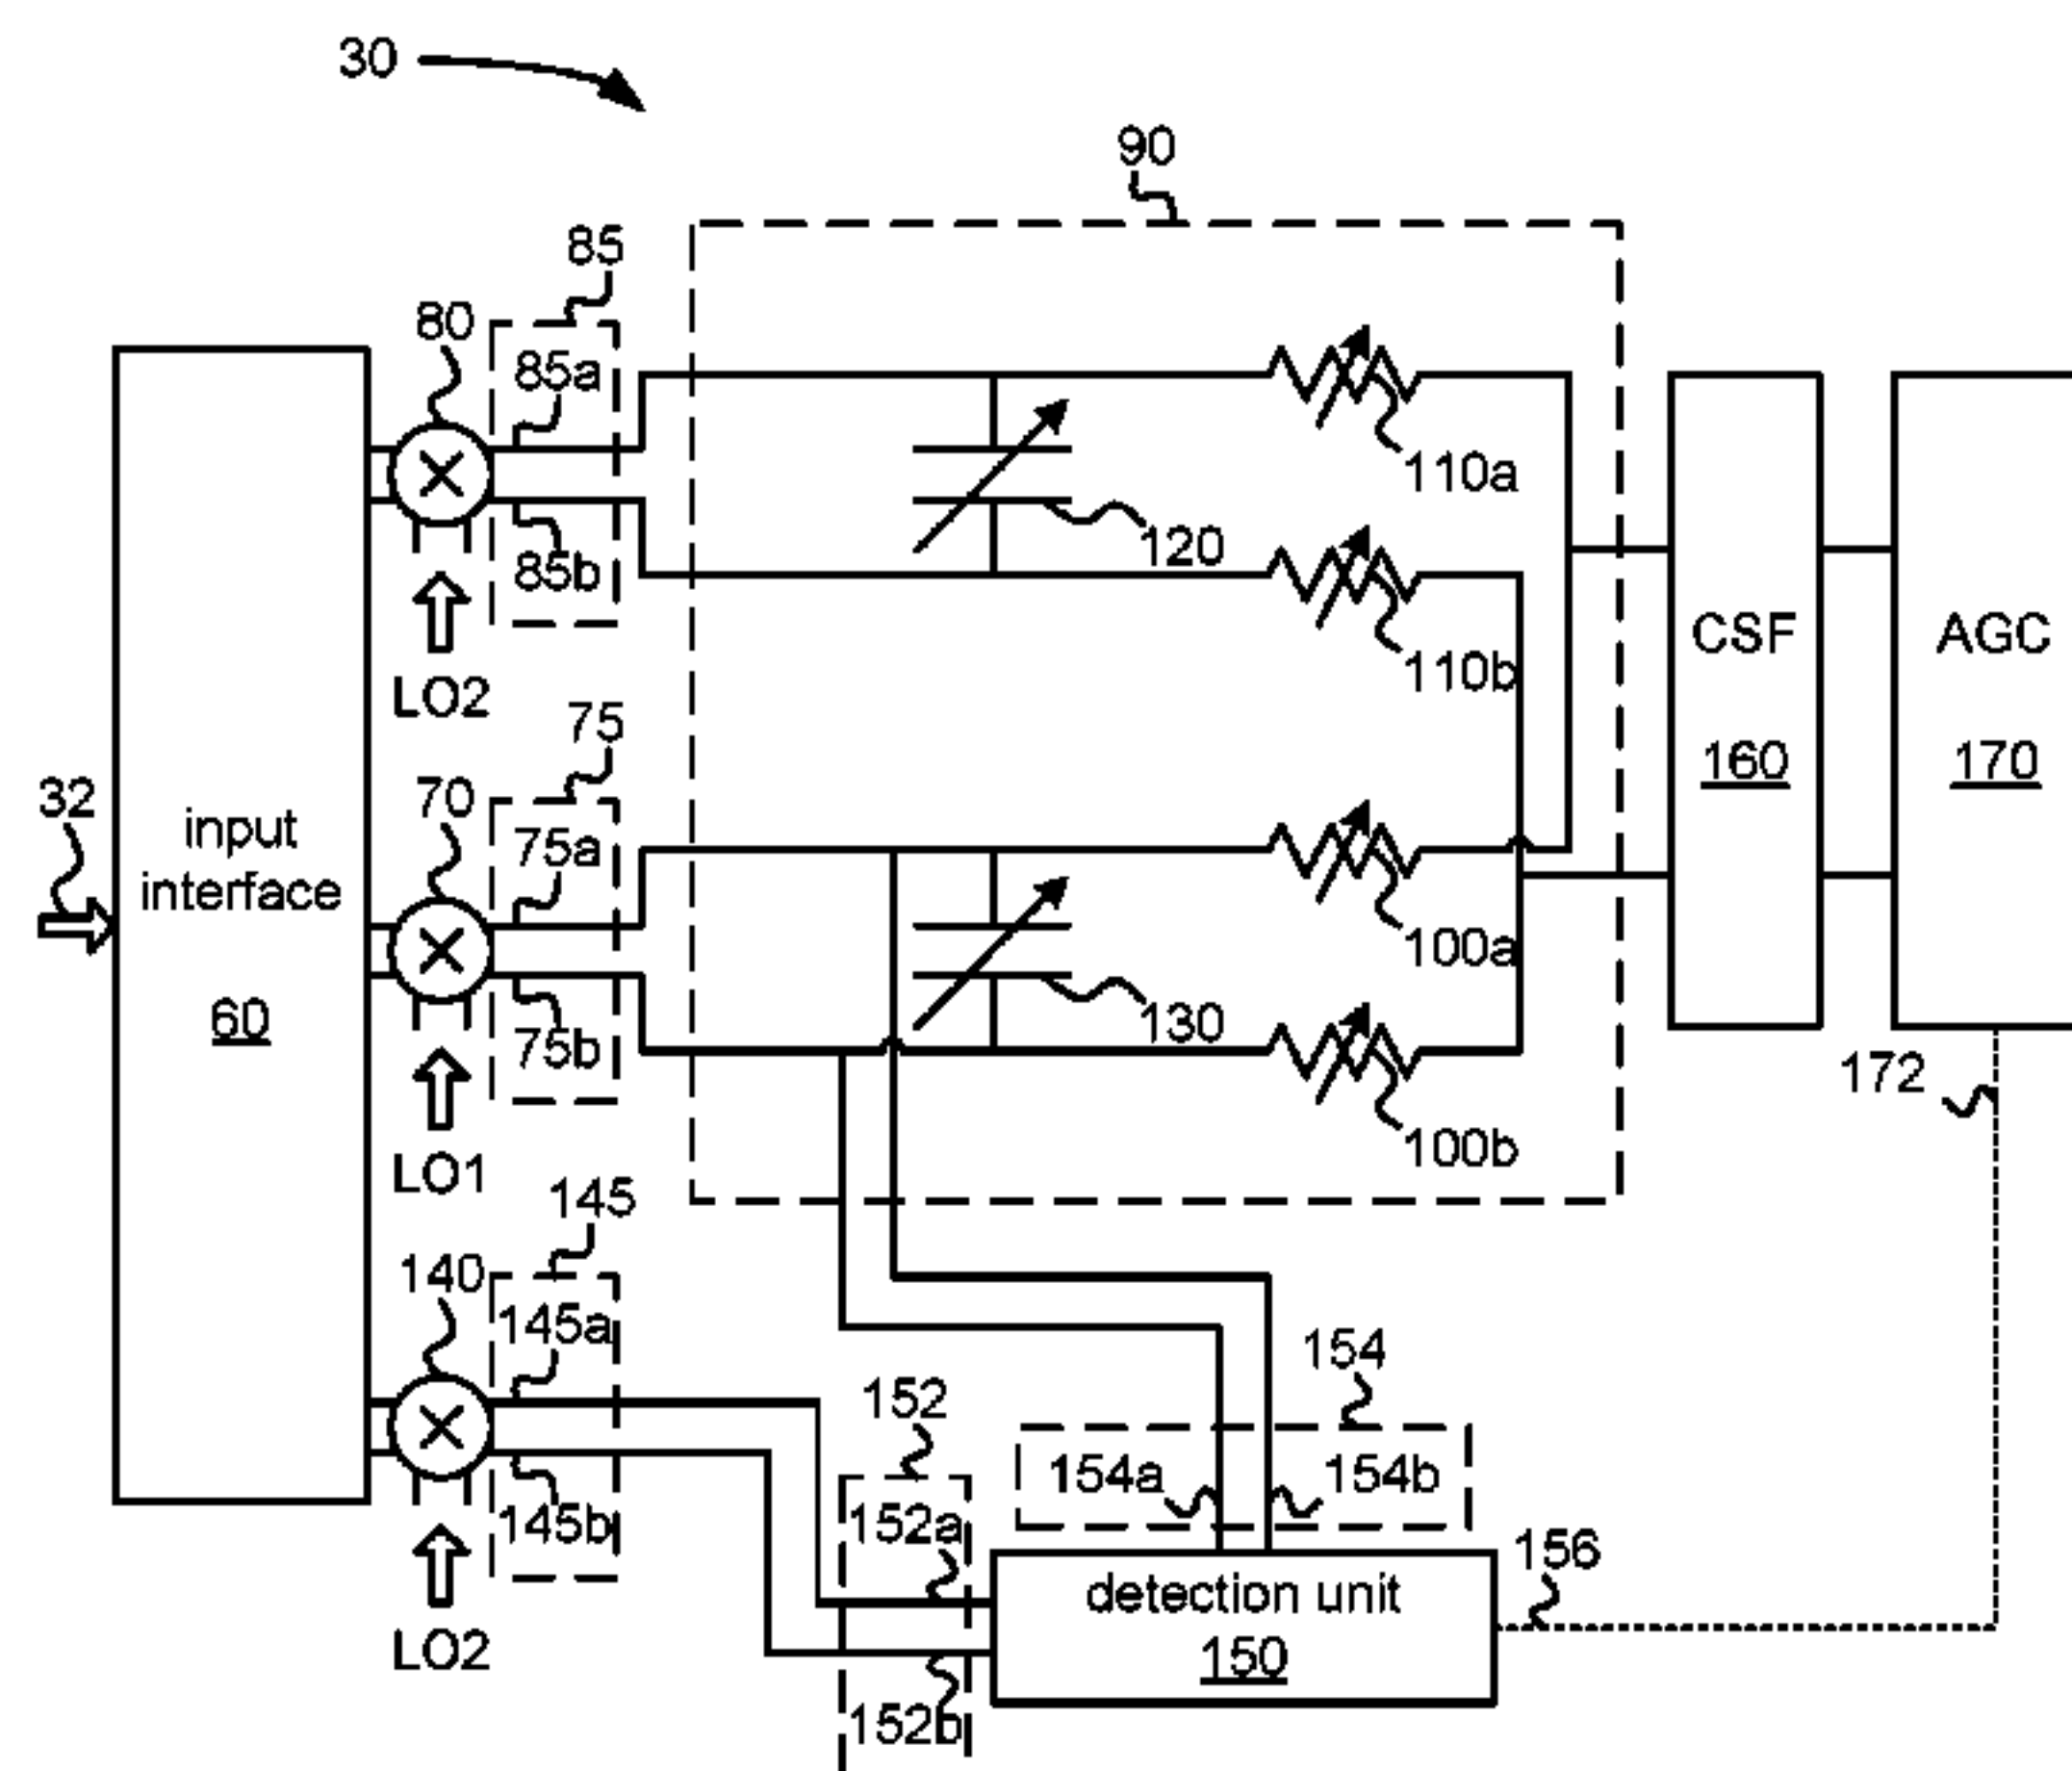 30
90
85
80
85a
110a
120
85b
110b
LO2
CSF
160
AGC
170
75
70
75a
32
input
interface
60
100a
130
75b
172
100b
LO1
145
140
145a
154
152
154a
154b
145b
152a
156
detection unit
150
LO2
152b